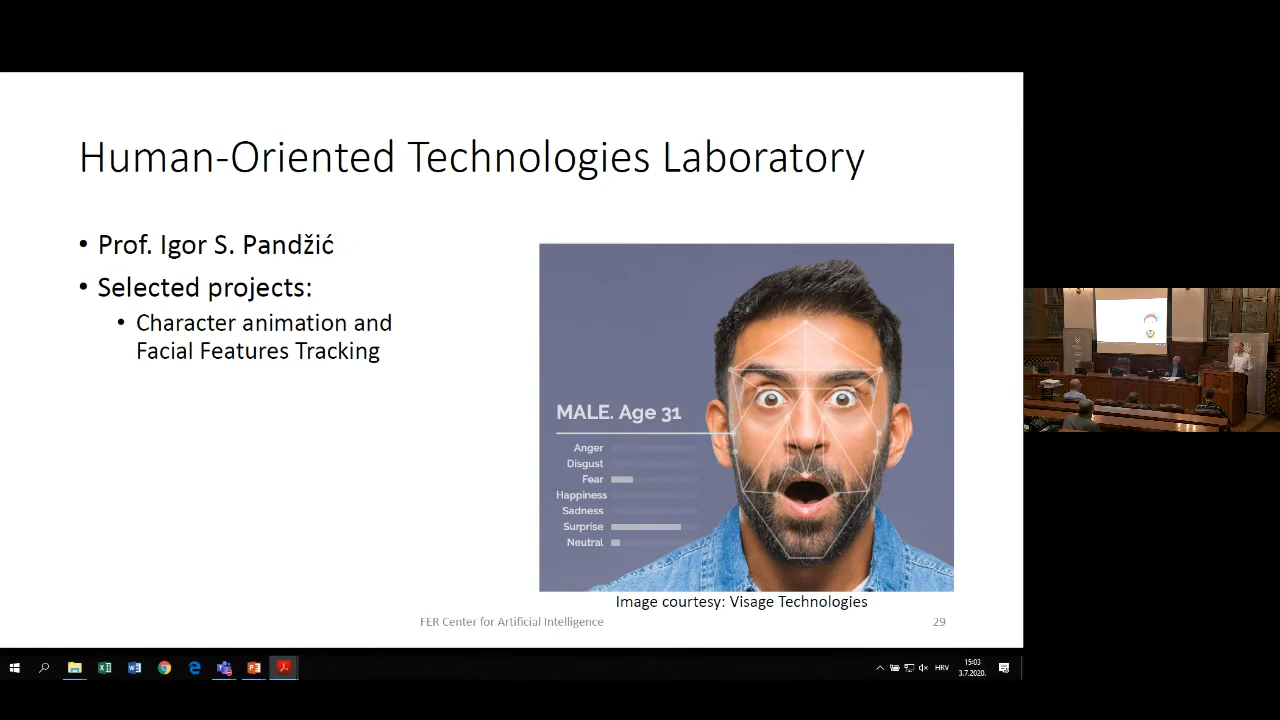 Human-Oriented Technologies Laboratory
• Prof. Igor S. Pandžić
• Selected projects:
• Character animation and
Facial Features Tracking
MALE. Age 31
Anger
Disgust
Fear
Happiness
Sadness
Surprise
Neutral
Image courtesy: Visage Technologies
FER Center for Artificial Intelligence
29
HRV
15:03
3.7.2020.